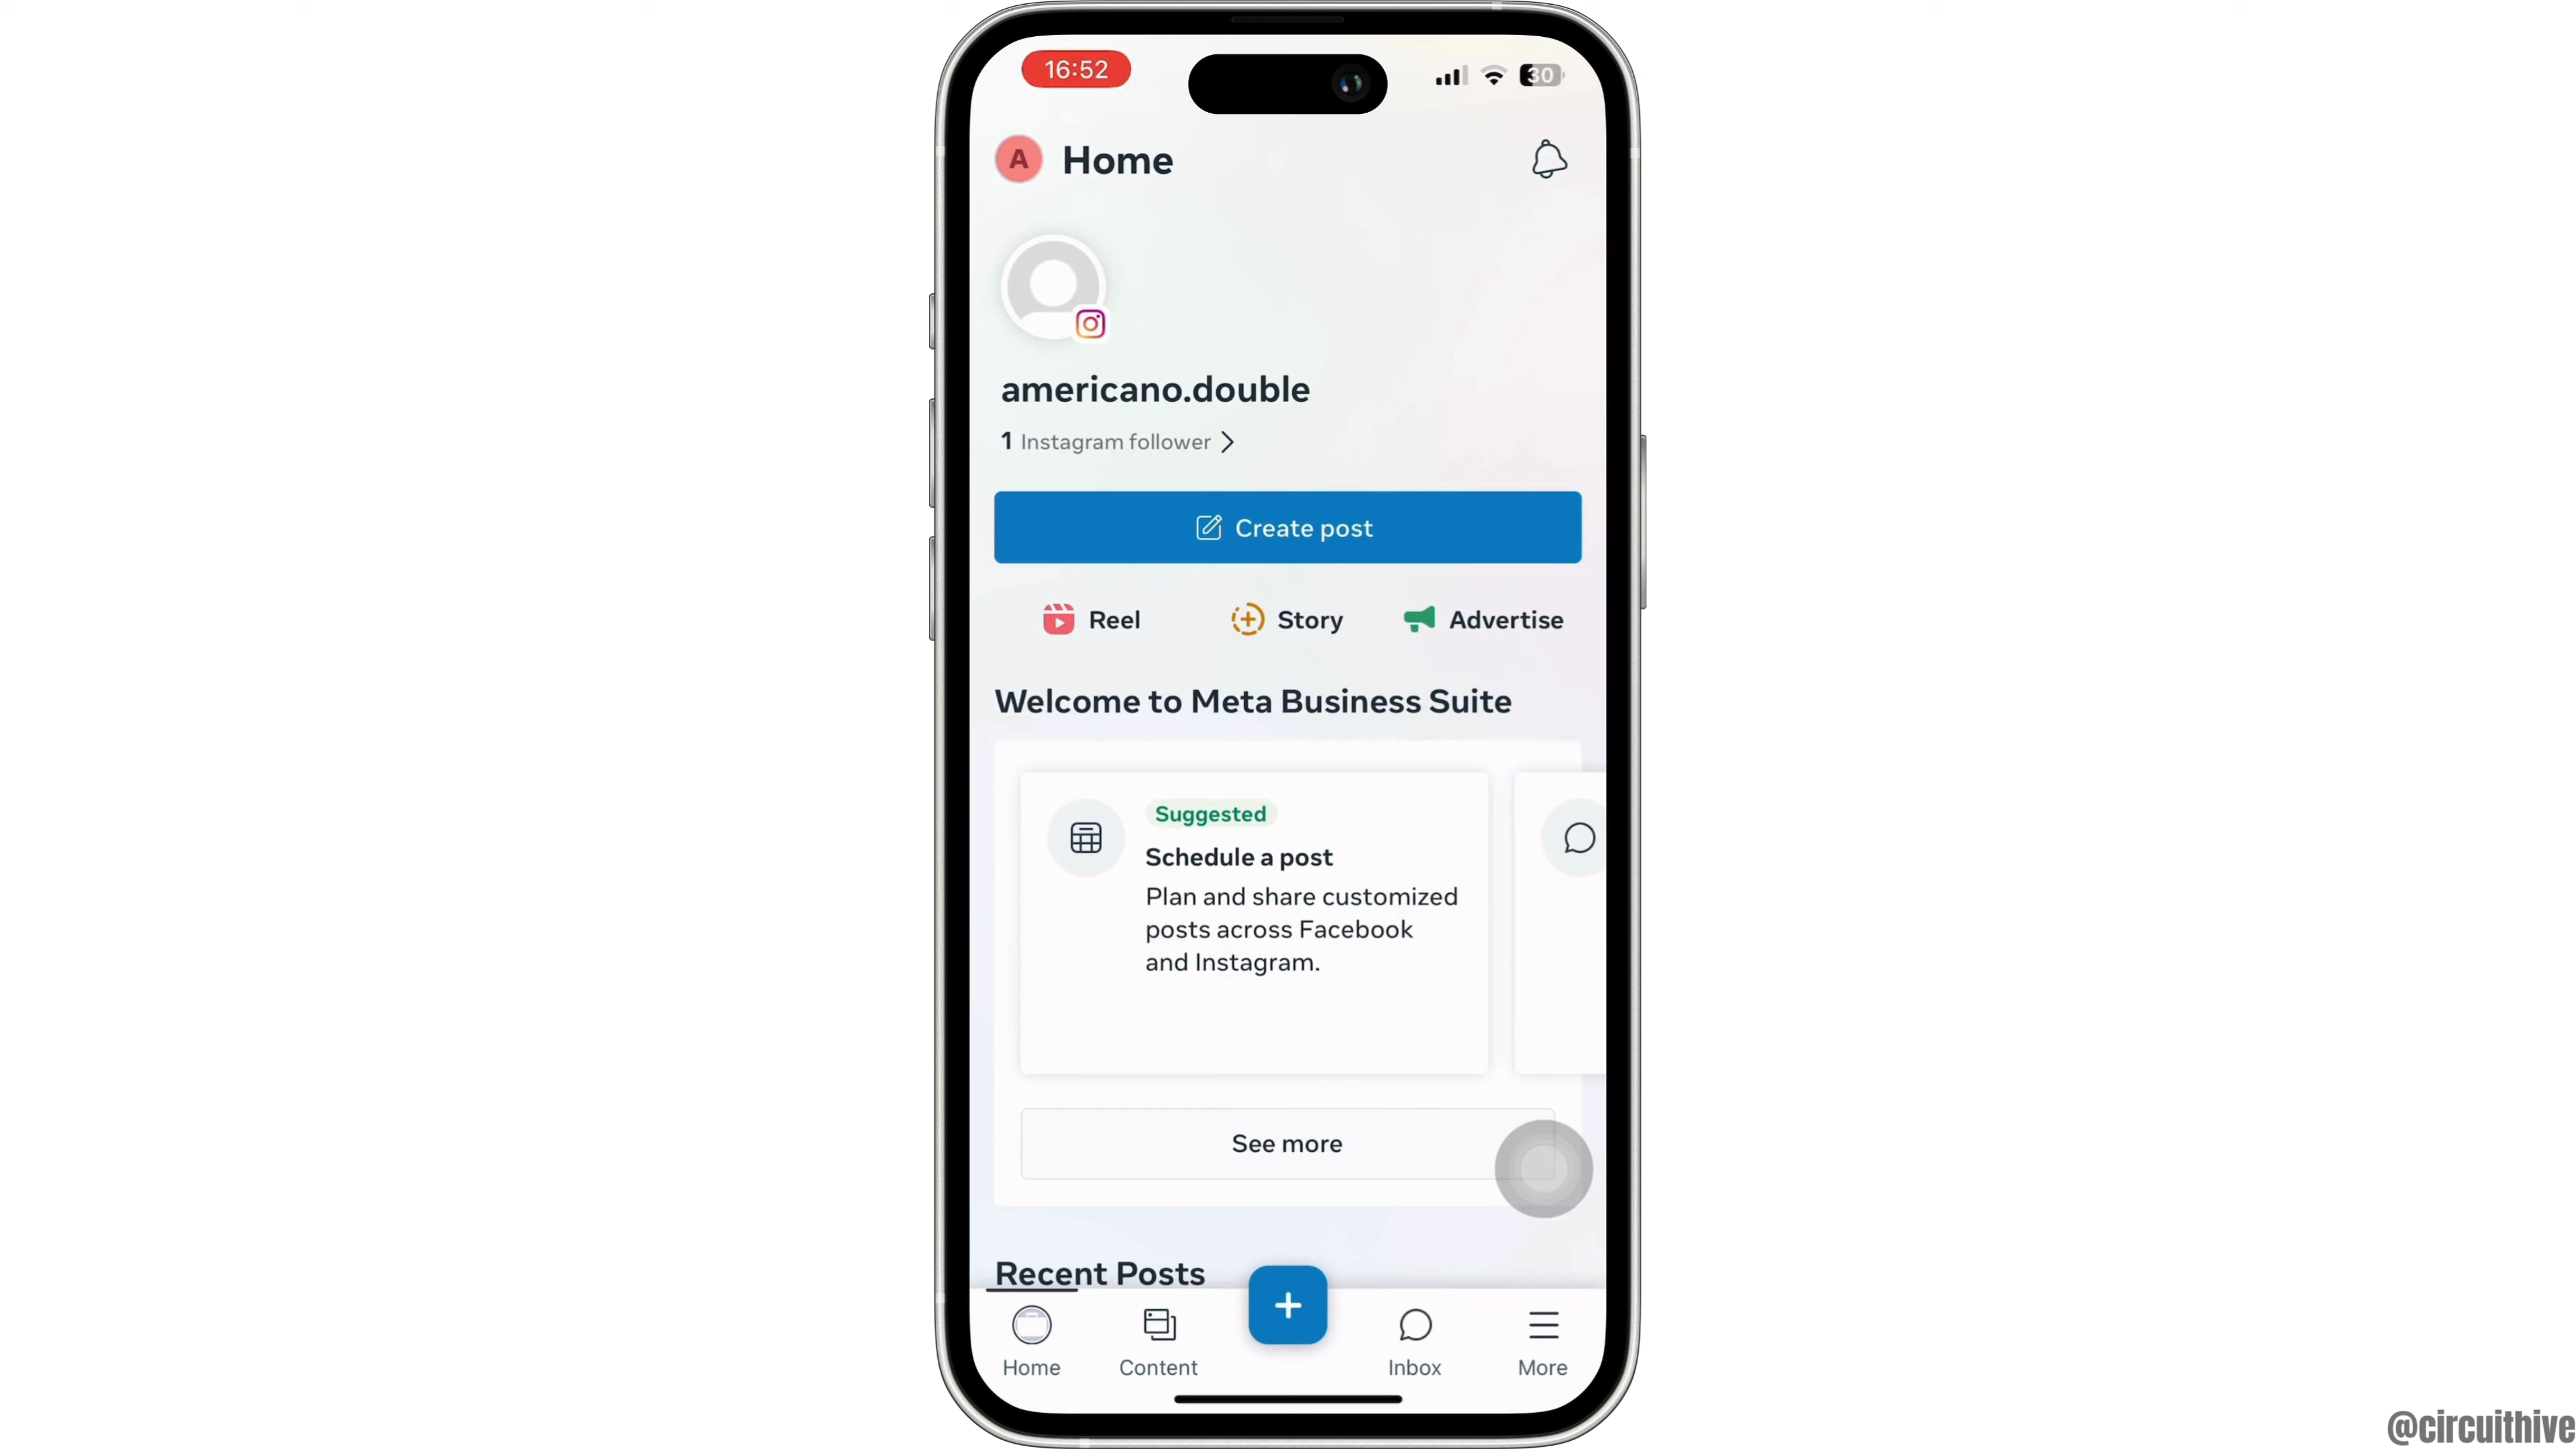 16:52
30
A
Home
americano.double
1 Instagram follower
Create post
Reel
Story
Advertise
Welcome to Meta Business Suite
Suggested
Schedule a post
Plan and share customized
posts across Facebook
and Instagram.
See more
Recent Posts
Home
Content
Inbox
More
@circuithive